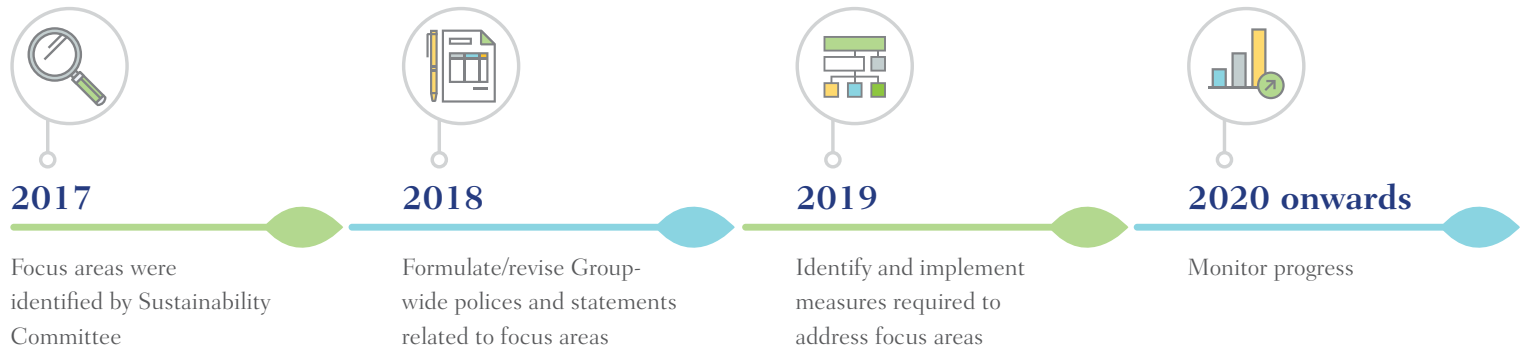 2017
Focus areas were
identified by Sustainability
Committee
2018
Formulate/revise Group-
wide polices and statements
related to focus areas
2019
Identify and implement
measures required to
address focus areas
2020 onwards
Monitor progress